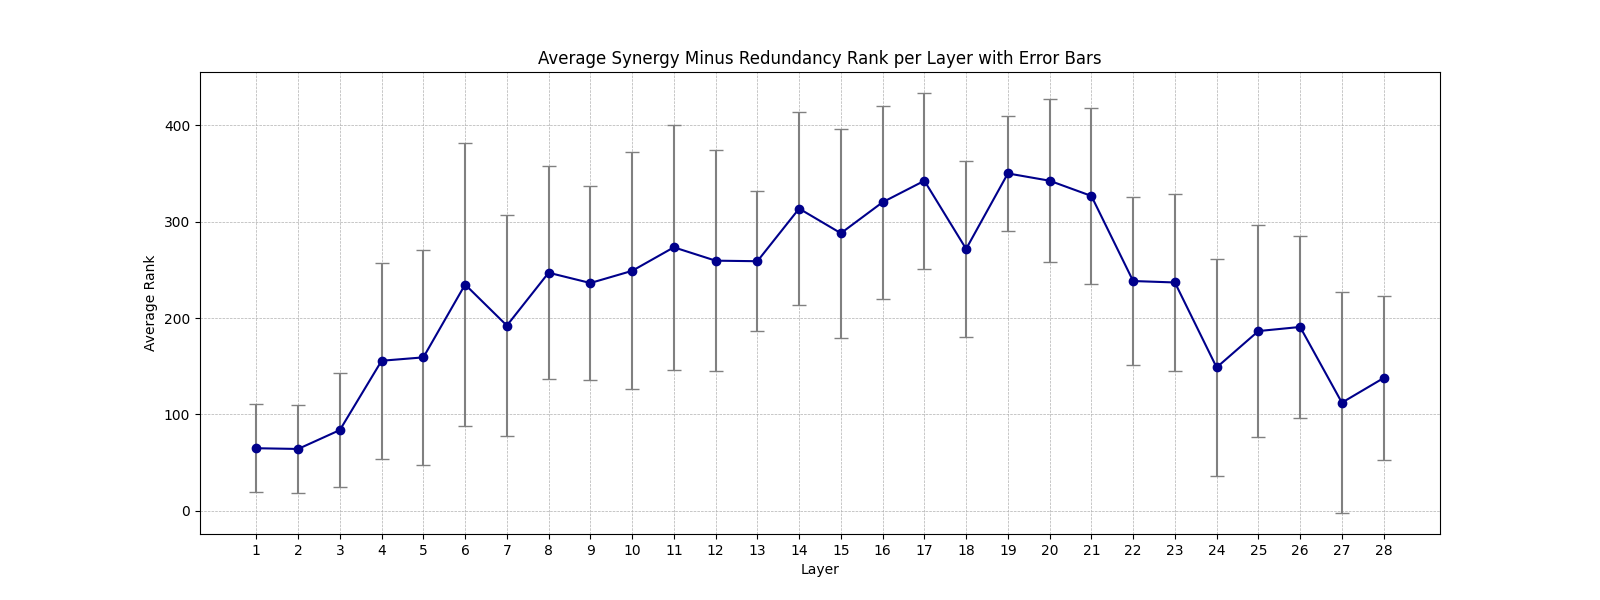 Average Synergy Minus Redundancy Rank per Layer with Error Bars
Average Rank
400
300
200
100
0
1 2 3 4 5 6 7 8 9 10 11 12 13 14 15 16 17 18 19 20 21 22 23 24 25 26 27 28
Layer